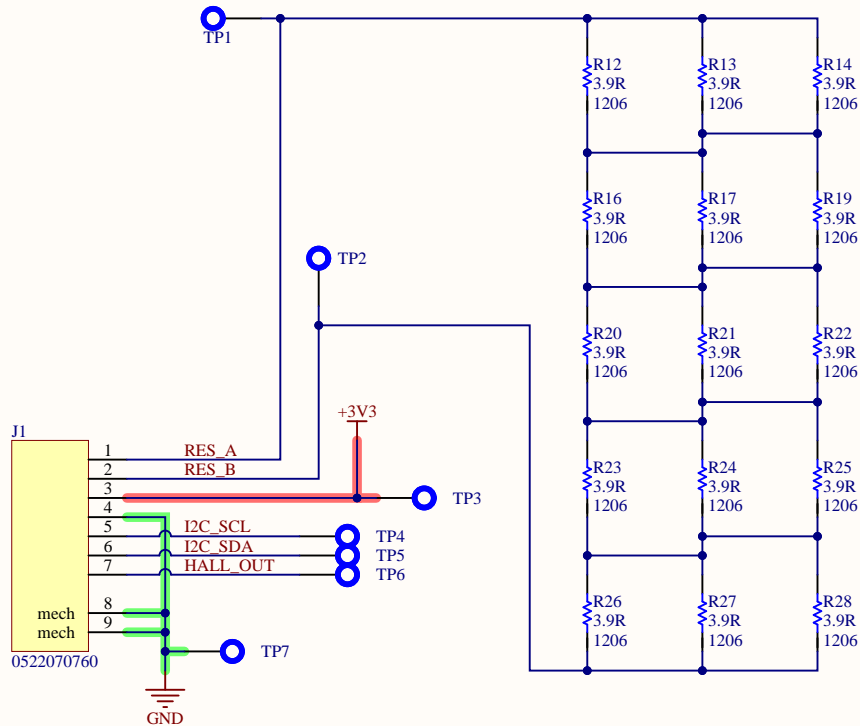 TP1
R12
3.9R
1206
R13
3.9R
1206
R14
3.9R
1206
R16
3.9R
1206
R17
3.9R
1206
R19
3.9R
1206
TP2
R20
3.9R
1206
R21
3.9R
1206
R22
3.9R
1206
+3V3
J1
1 RES_A
2 RES_B
3 TP3
4
5 I2C_SCL TP4
6 I2C_SDA TP5
7 HALL_OUT TP6
mech 8
mech 9
0522070760
TP7
GND
R23
3.9R
1206
R24
3.9R
1206
R25
3.9R
1206
R26
3.9R
1206
R27
3.9R
1206
R28
3.9R
1206